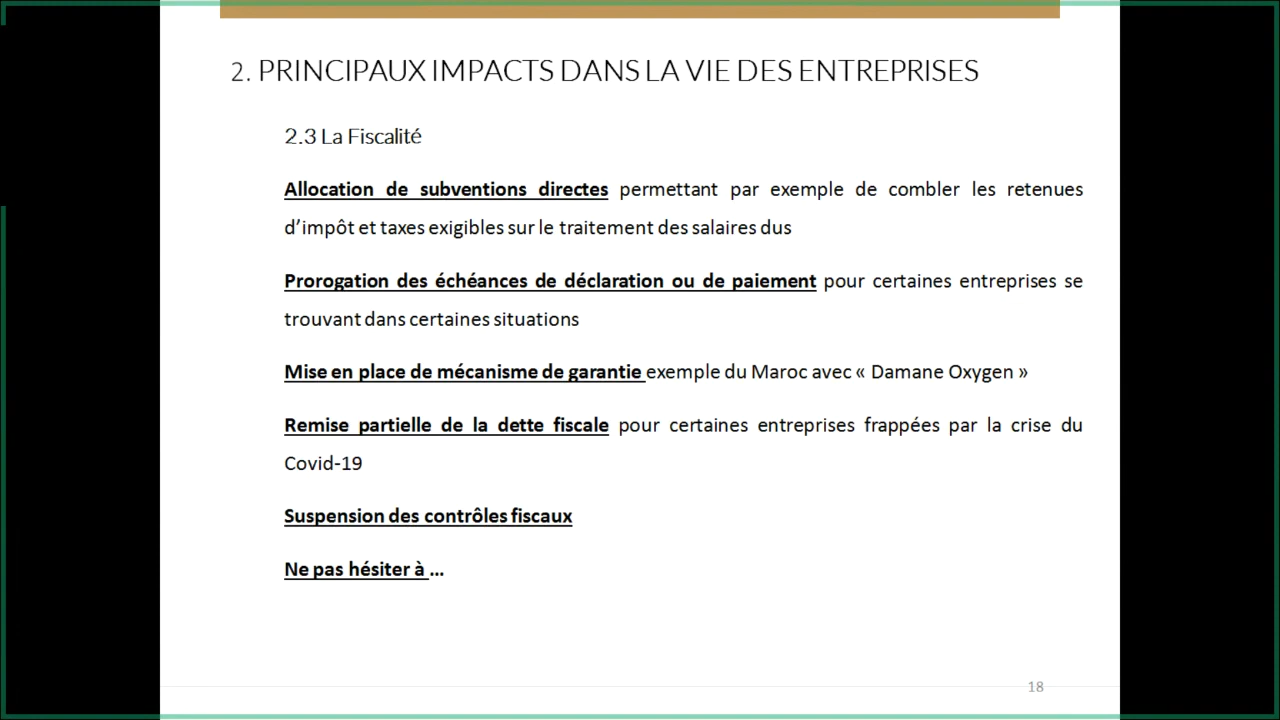 2. PRINCIPAUX IMPACTS DANS LA VIE DES ENTREPRISES
2.3 La Fiscalité
Allocation de subventions directes permettant par exemple de combler les retenues
d’impôt et taxes exigibles sur le traitement des salaires dus
Prorogation des échéances de déclaration ou de paiement pour certaines entreprises se
trouvant dans certaines situations
Mise en place de mécanisme de garantie exemple du Maroc avec « Damane Oxygen »
Remise partielle de la dette fiscale pour certaines entreprises frappées par la crise du
Covid-19
Suspension des contrôles fiscaux
Ne pas hésiter à ...
18